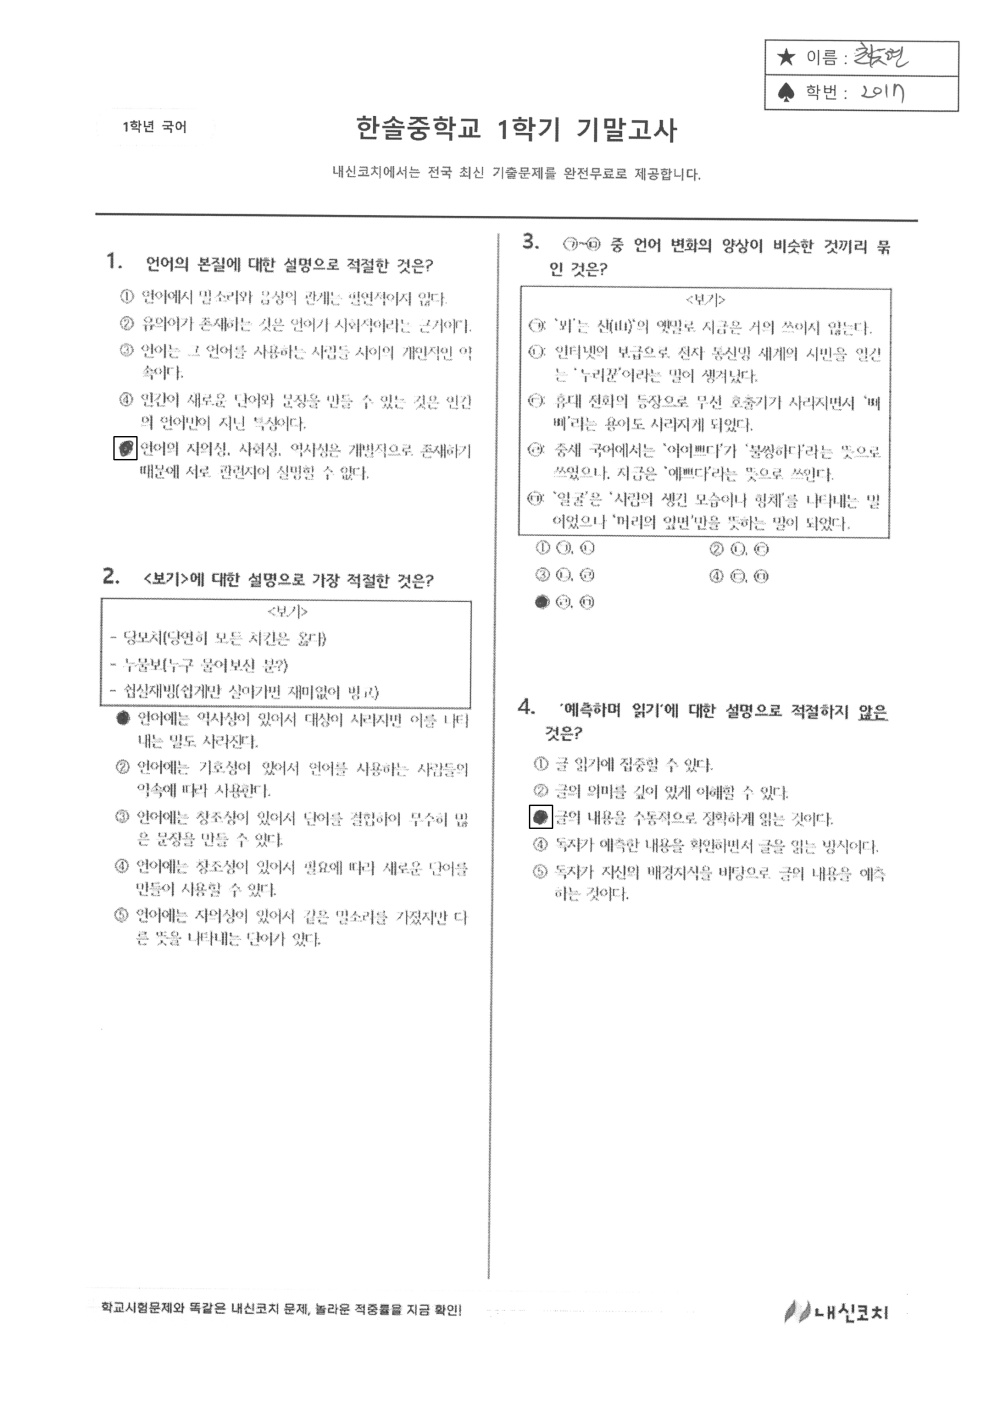 ★ 이름 :
♠ 학번 : 2017
1학년 국어
한솔중학교 1학기 기말고사
내신코치에서는 전국 최신 기출문제를 완전무료로 제공합니다.
1. 언어의 본질에 대한 설명으로 적절한 것은?
① 언어에서 말소리와 음성의 관계는 필연적이지 않다.
② 유의어가 존재하는 것은 언어가 사회적이라는 근거이다.
③ 언어는 그 언어를 사용하는 사람들 사이의 개인적인 약
속이다.
④ 인간이 새로운 단어와 문장을 만들 수 있는 것은 인간
의 언어만이 지닌 특성이다.
언어의 자의성, 사회성, 역사성은 개별적으로 존재하기
때문에 서로 관련지어 설명할 수 없다.
2. <보기>에 대한 설명으로 가장 적절한 것은?
<보기>
- 당모치(당연히 모든 치킨은 옳다)
- 누물보(누구 물어보신 분?)
- 쉽살재빙(쉽게만 살아가면 재미없어 빙고)
언어에는 역사성이 있어서 대상이 사라지면 이를 나타
내는 말도 사라진다.
② 언어에는 기호성이 있어서 언어를 사용하는 사람들의
약속에 따라 사용한다.
③ 언어에는 창조성이 있어서 단어를 결합하여 무수히 많
은 문장을 만들 수 있다.
④ 언어에는 창조성이 있어서 필요에 따라 새로운 단어를
만들어 사용할 수 있다.
⑤ 언어에는 자의성이 있어서 같은 말소리를 가졌지만 다
른 뜻을 나타내는 단어가 있다.
3. ㉠~㉤ 중 언어 변화의 양상이 비슷한 것끼리 묶
인 것은?
<보기>
㉠: '뫼'는 산(山)'의 옛말로 지금은 거의 쓰이지 않는다.
㉡: 인터넷의 보급으로 전자 통신망 세계의 시민을 일컫
는 '누리꾼'이라는 말이 생겨났다.
㉢: 휴대 전화의 등장으로 무선 호출기가 사라지면서 '삐
삐'라는 용어도 사라지게 되었다.
㉣: 중세 국어에서는 '어여쁘다'가 '불쌍하다'라는 뜻으로
쓰였으나, 지금은 '예쁘다'라는 뜻으로 쓰인다.
㉤: '얼굴'은 '사람의 생긴 모습이나 형체'를 나타내는 말
이었으나 '머리의 앞면'만을 뜻하는 말이 되었다.
① ㉠, ㉡ ② ㉡, ㉢
③ ㉡, ㉣ ④ ㉢, ㉤
㉣, ㉤
4. '예측하며 읽기'에 대한 설명으로 적절하지 않은
것은?
① 글 읽기에 집중할 수 있다.
② 글의 의미를 깊이 있게 이해할 수 있다.
글의 내용을 수동적으로 정확하게 읽는 것이다.
④ 독자가 예측한 내용을 확인하면서 글을 읽는 방식이다.
⑤ 독자가 자신의 배경지식을 바탕으로 글의 내용을 예측
하는 것이다.
학교시험문제와 똑같은 내신코치 문제, 놀라운 적중률을 지금 확인!
내신코치